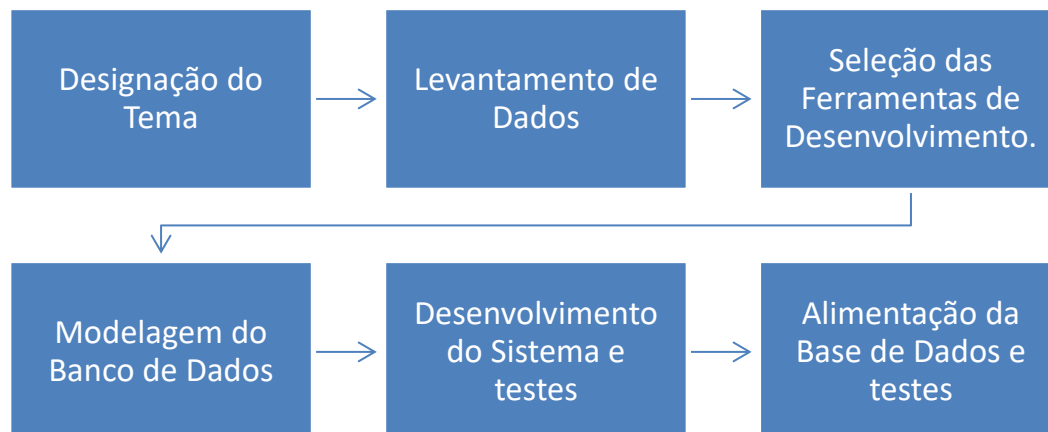 Designação do
Tema
Levantamento de
Dados
Seleção das
Ferramentas de
Desenvolvimento.
Modelagem do
Banco de Dados
Desenvolvimento
do Sistema e
testes
Alimentação da
Base de Dados e
testes